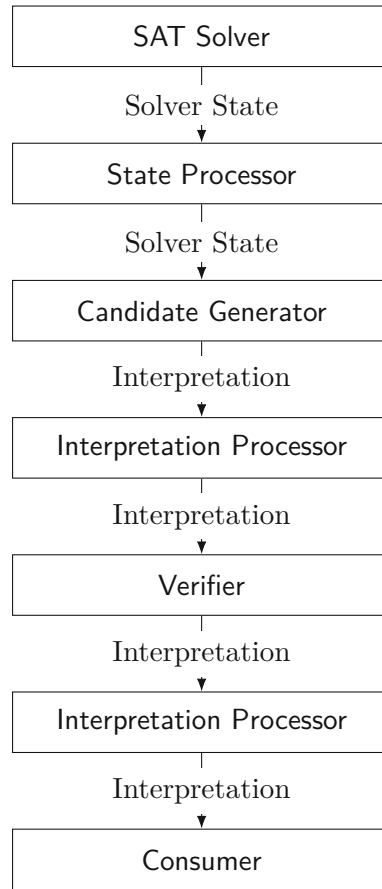 SAT Solver
Solver State
State Processor
Solver State
Candidate Generator
Interpretation
Interpretation Processor
Interpretation
Verifier
Interpretation
Interpretation Processor
Interpretation
Consumer